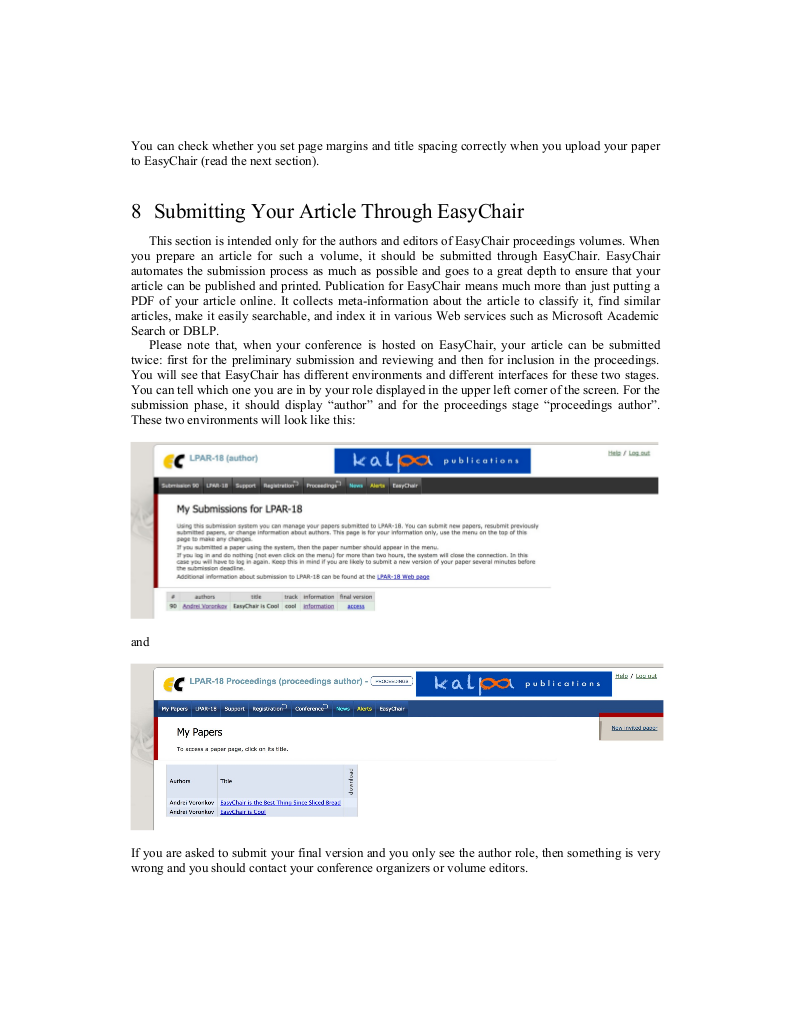 You can check whether you set page margins and title spacing correctly when you upload your paper
to EasyChair (read the next section).
8 Submitting Your Article Through EasyChair
This section is intended only for the authors and editors of EasyChair proceedings volumes. When
you prepare an article for such a volume, it should be submitted through EasyChair. EasyChair
automates the submission process as much as possible and goes to a great depth to ensure that your
article can be published and printed. Publication for EasyChair means much more than just putting a
PDF of your article online. It collects meta-information about the article to classify it, find similar
articles, make it easily searchable, and index it in various Web services such as Microsoft Academic
Search or DBLP.
Please note that, when your conference is hosted on EasyChair, your article can be submitted
twice: first for the preliminary submission and reviewing and then for inclusion in the proceedings.
You will see that EasyChair has different environments and different interfaces for these two stages.
You can tell which one you are in by your role displayed in the upper left corner of the screen. For the
submission phase, it should display “author” and for the proceedings stage “proceedings author”.
These two environments will look like this:
LPAR-18 (author) kalpa publications Help / Log out
Submission 90 LPAR-18 Support Registration Proceedings News Alerts EasyChair
My Submissions for LPAR-18
Using this submission system you can manage your papers submitted to LPAR-18. You can submit new papers, resubmit previously
submitted papers, or change information about authors. This page is for your information only, use the menu on the top of this
page to make any changes.
If you submitted a paper using the system, then the paper number should appear in the menu.
If you log in and do nothing (not even click on the menu) for more than two hours, the system will close the connection. In this
case you will have to log in again. Keep this in mind if you are likely to submit a new version of your paper several minutes before
the submission deadline.
Additional information about submission to LPAR-18 can be found at the LPAR-18 Web page
# authors title track information final version
90 Andrei Voronkov EasyChair is Cool cool information access
and
LPAR-18 Proceedings (proceedings author) – PROCEEDINGS kalpa publications Help / Log out
My Papers LPAR-18 Support Registration Conference News Alerts EasyChair
New invited paper
My Papers
To access a paper page, click on its title.
Authors Title download
Andrei Voronkov EasyChair is the Best Thing Since Sliced Bread
Andrei Voronkov EasyChair is Cool
If you are asked to submit your final version and you only see the author role, then something is very
wrong and you should contact your conference organizers or volume editors.